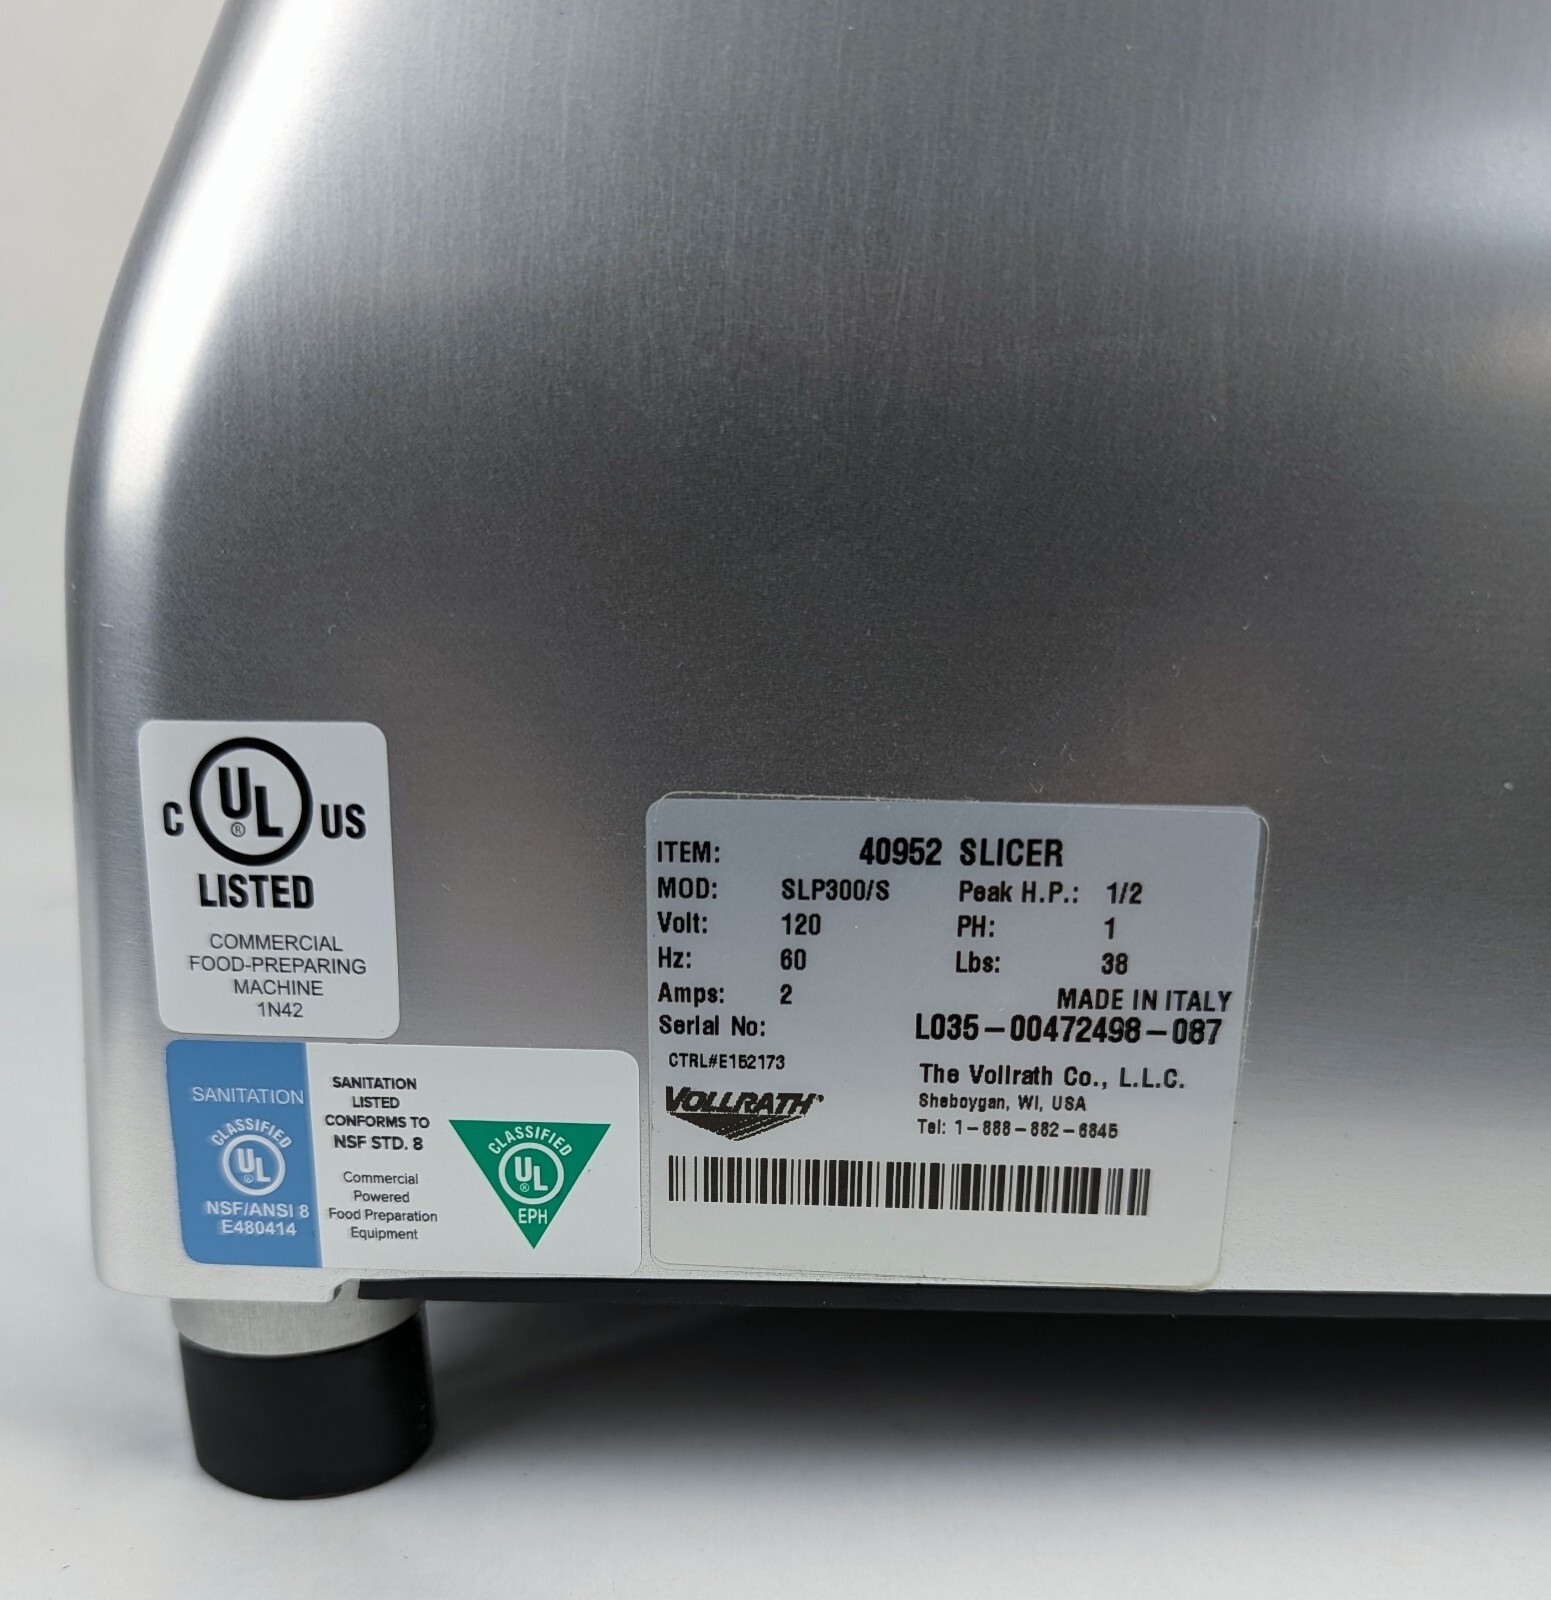 C UL ® US
LISTED
COMMERCIAL
FOOD-PREPARING
MACHINE
1N42
SANITATION
CLASSIFIED
UL ®
NSF/ANSI 8
E480414
SANITATION
LISTED
CONFORMS TO
NSF STD. 8
Commercial
Powered
Food Preparation
Equipment
CLASSIFIED
UL ®
EPH
ITEM: 40952 SLICER
MOD: SLP300/S Peak H.P.: 1/2
Volt: 120 PH: 1
Hz: 60 Lbs: 38
Amps: 2 MADE IN ITALY
Serial No: L035-00472498-087
CTRL#E152173
The Vollrath Co., L.L.C.
Sheboygan, WI, USA
Tel: 1-888-882-6845
VOLLRATH